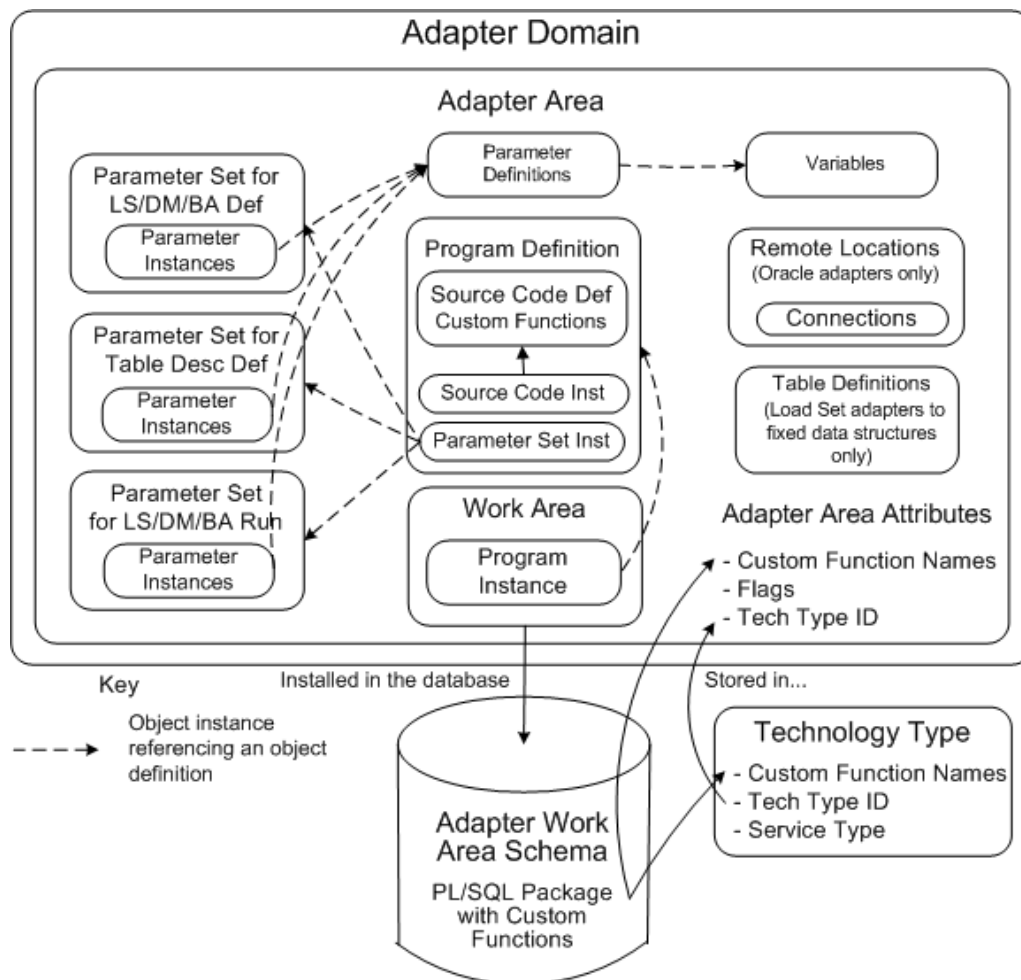 Adapter Domain
Adapter Area
Parameter Set for
LS/DM/BA Def
Parameter
Instances
Parameter Set for
Table Desc Def
Parameter
Instances
Parameter Set
for LS/DM/BA Run
Parameter
Instances
Parameter
Definitions
Program Definition
Source Code Def
Custom Functions
Source Code Inst
Parameter Set Inst
Work Area
Program
Instance
Variables
Remote Locations
(Oracle adapters only)
Connections
Table Definitions
(Load Set adapters to
fixed data structures
only)
Adapter Area Attributes
- Custom Function Names
- Flags
- Tech Type ID
Key
Object instance
referencing an object
definition
Installed in the database
Stored in...
Adapter Work
Area Schema
PL/SQL Package
with Custom
Functions
Technology Type
- Custom Function Names
- Tech Type ID
- Service Type